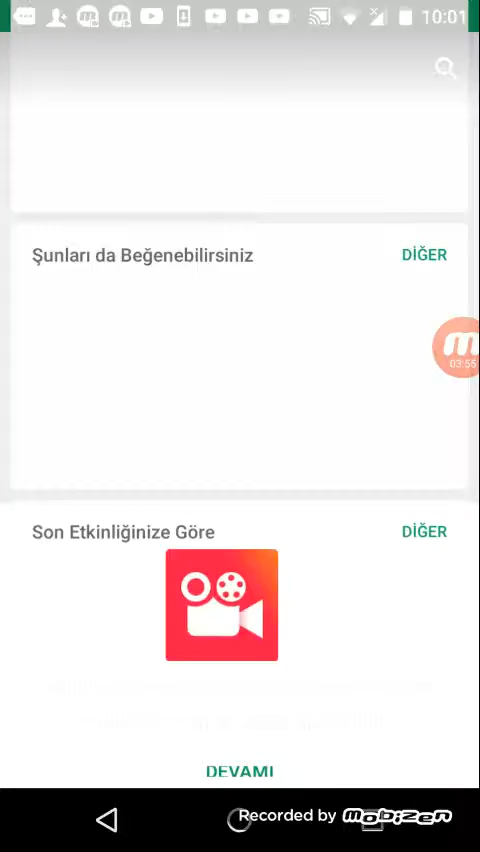 10:01
Şunları da Beğenebilirsiniz
DİĞER
03:55
Son Etkinliğinize Göre
DİĞER
DEVAMI
Recorded by mobizen